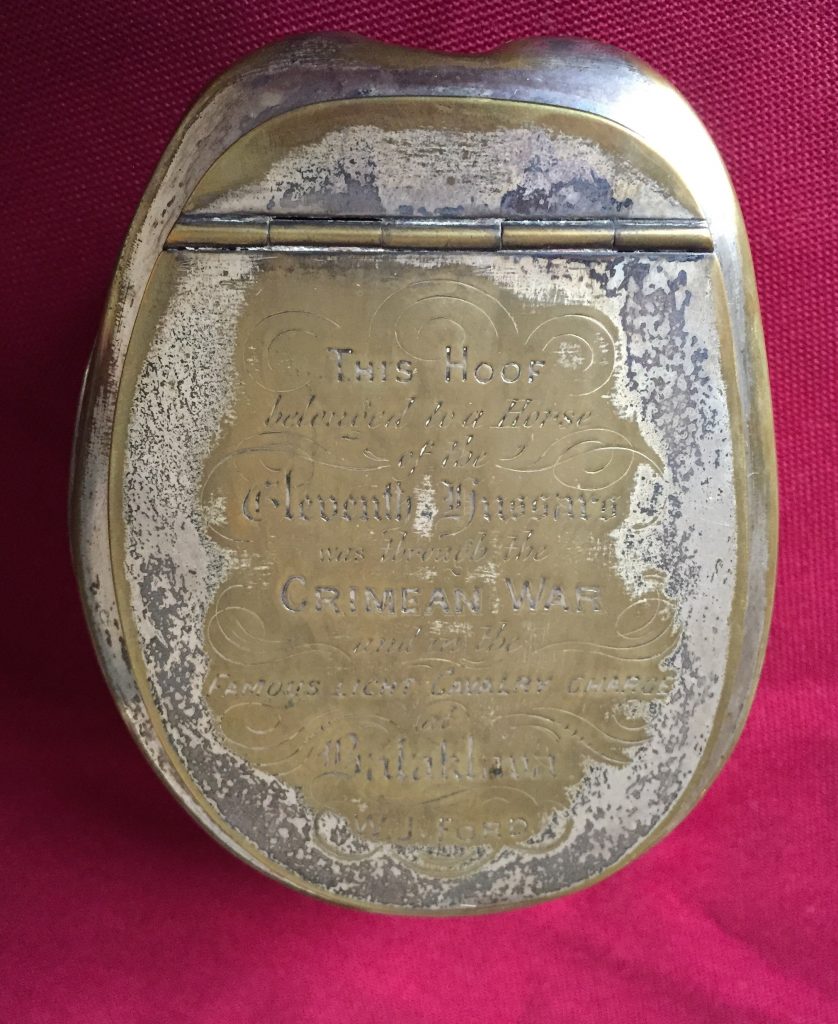 THIS HOOF
belonged to a Horse
of the
Eleventh Hussars
was through the
CRIMEAN WAR
and in the
FAMOUS LIGHT CAVALRY CHARGE
at
Balaklava
W. J. FORD